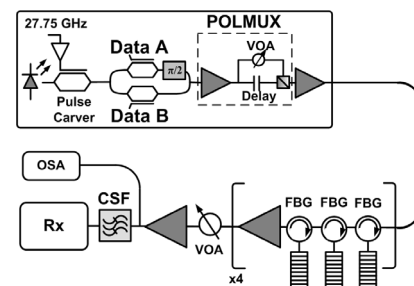 27.75 GHz
POLMUX
Data A
VOA
π/2
Pulse
Carver
Data B
Delay
OSA
Rx
CSF
VOA
FBG FBG FBG
x4